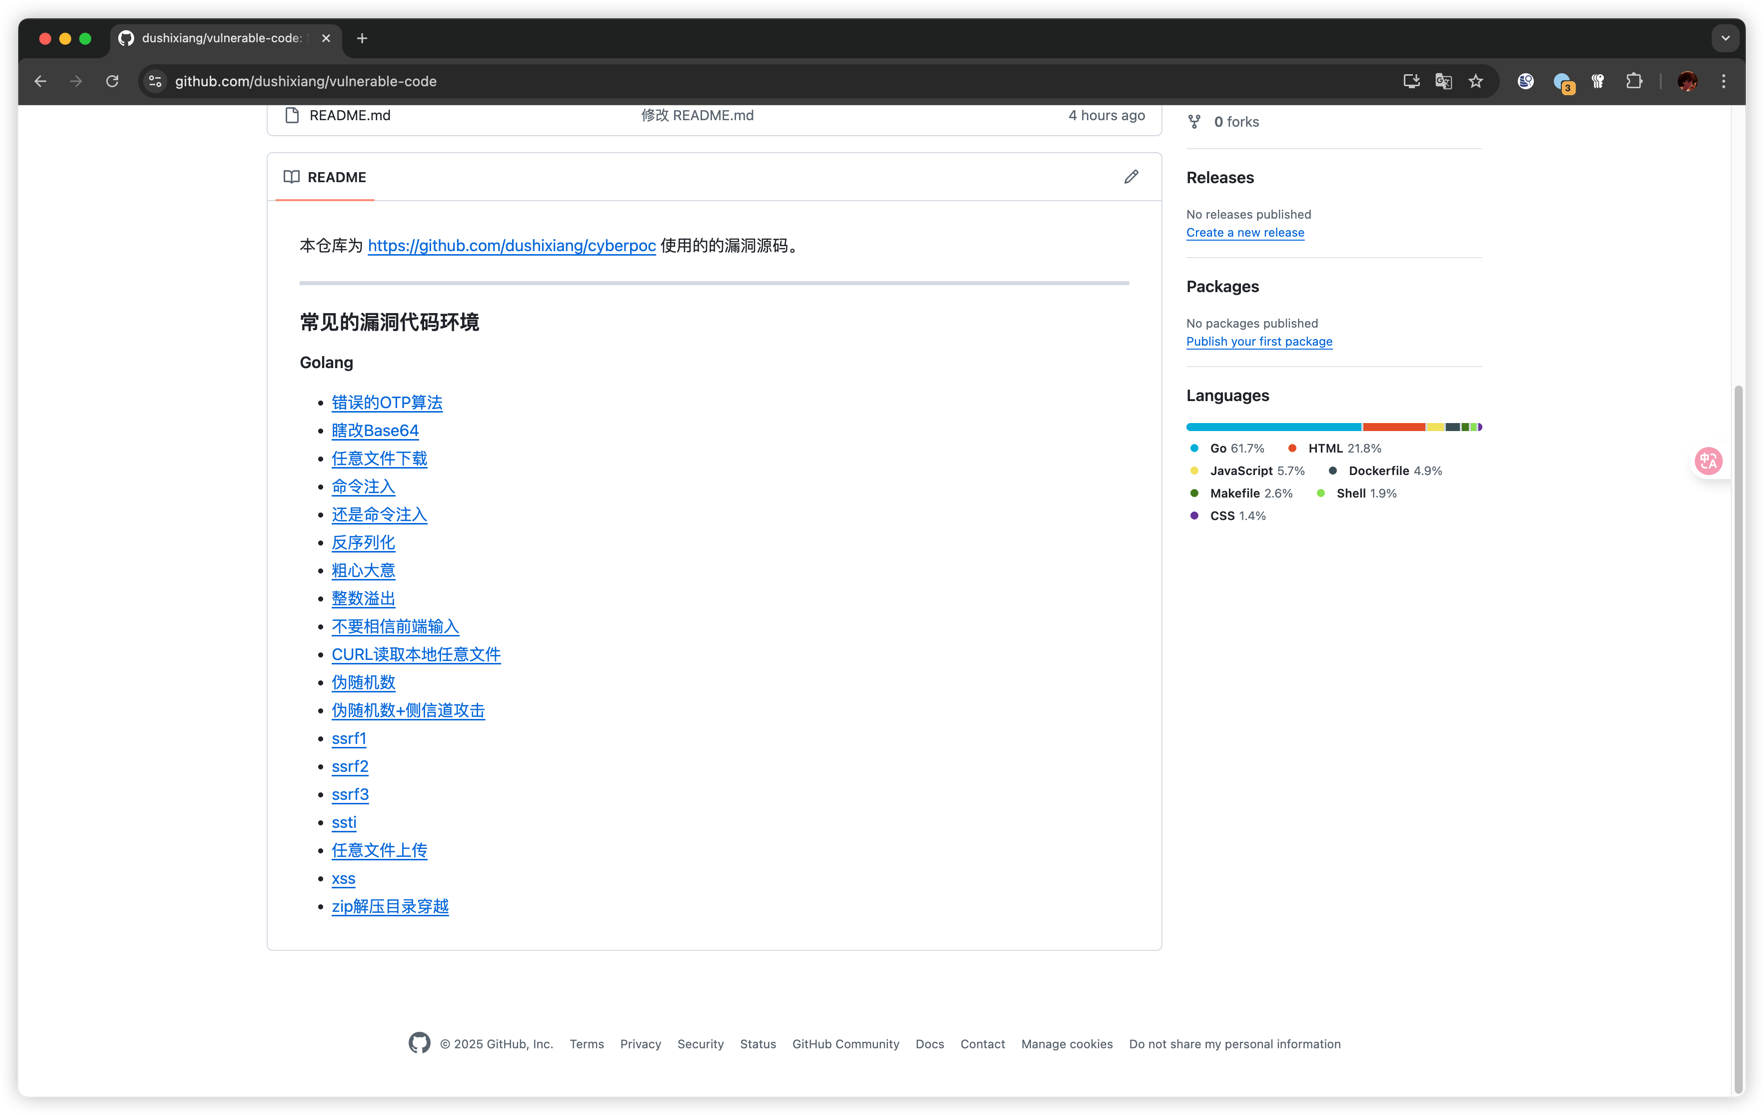 dushixiang/vulnerable-code:
github.com/dushixiang/vulnerable-code
3
README.md 修改 README.md 4 hours ago
0 forks
README
本仓库为 https://github.com/dushixiang/cyberpoc 使用的的漏洞源码。
常见的漏洞代码环境
Golang
错误的OTP算法
瞎改Base64
任意文件下载
命令注入
还是命令注入
反序列化
粗心大意
整数溢出
不要相信前端输入
CURL读取本地任意文件
伪随机数
伪随机数+侧信道攻击
ssrf1
ssrf2
ssrf3
ssti
任意文件上传
xss
zip解压目录穿越
Releases
No releases published
Create a new release
Packages
No packages published
Publish your first package
Languages
Go 61.7% HTML 21.8%
JavaScript 5.7% Dockerfile 4.9%
Makefile 2.6% Shell 1.9%
CSS 1.4%
© 2025 GitHub, Inc. Terms Privacy Security Status GitHub Community Docs Contact Manage cookies Do not share my personal information